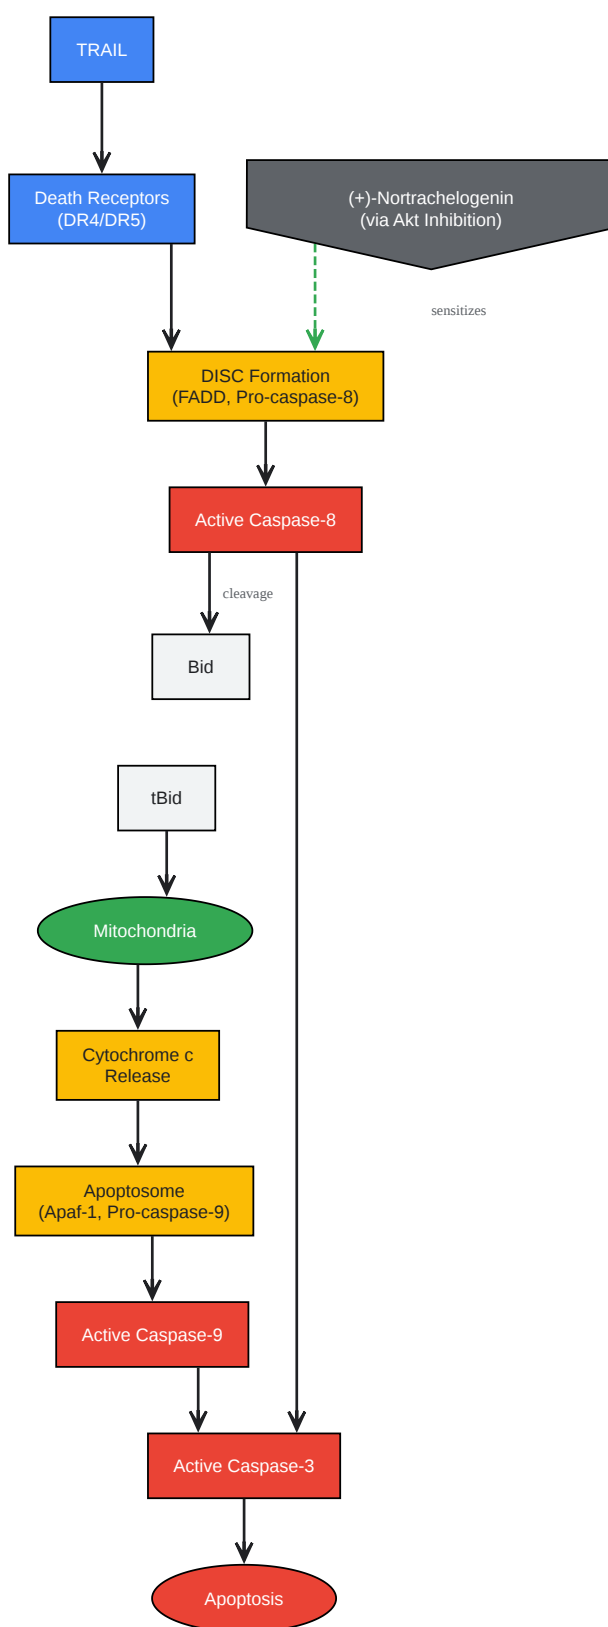 TRAIL
Death Receptors
(DR4/DR5)
(+)-Nortrachelogenin
(via Akt Inhibition)
sensitizes
DISC Formation
(FADD, Pro-caspase-8)
Active Caspase-8
cleavage
Bid
tBid
Mitochondria
Cytochrome c
Release
Apoptosome
(Apaf-1, Pro-caspase-9)
Active Caspase-9
Active Caspase-3
Apoptosis